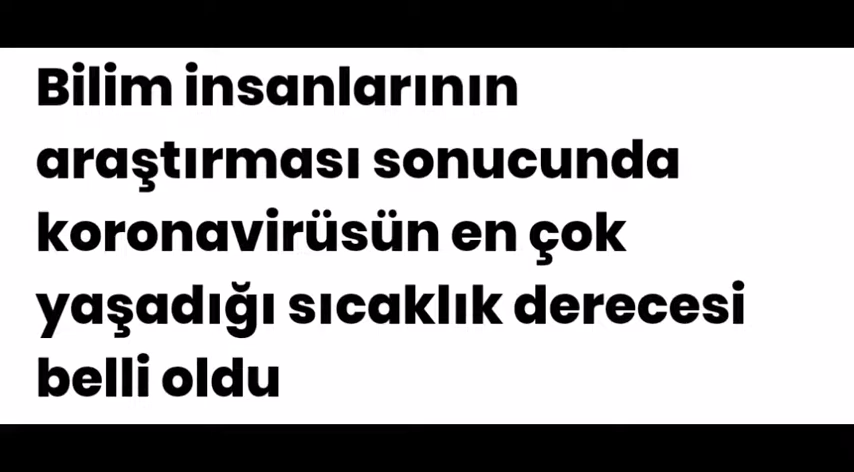 Bilim insanlarının
araştırması sonucunda
koronavirüsün en çok
yaşadığı sıcaklık derecesi
belli oldu